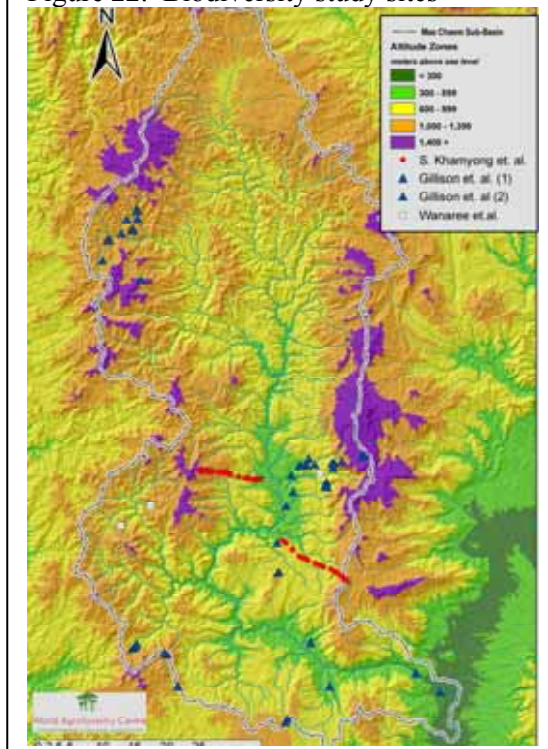 Figure 22. Biodiversity study sites
N
Mae Chaem Sub-Basin
Altitude Zones
meters above sea level
< 300
300 - 599
600 - 999
1,000 - 1,399
1,400 +
S. Khamyong et. al.
Gillison et. al. (1)
Gillison et. al (2)
Wanaree et.al.
World Agroforestry Centre